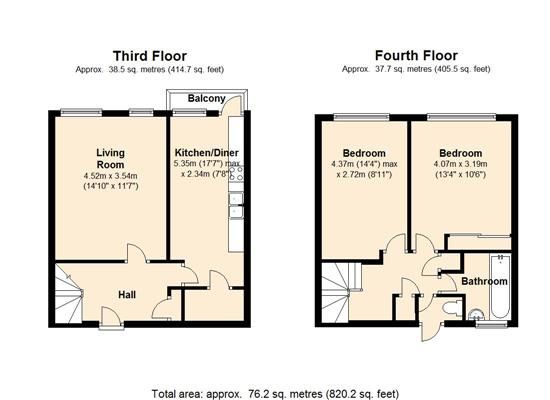 Third Floor
Approx. 38.5 sq. metres (414.7 sq. feet)
Balcony
Living
Room
4.52m x 3.54m
(14'10" x 11'7")
Kitchen/Diner
5.35m (17'7") max
x 2.34m (7'8")
Hall
Fourth Floor
Approx. 37.7 sq. metres (405.5 sq. feet)
Bedroom
4.37m (14'4") max
x 2.72m (8'11")
Bedroom
4.07m x 3.19m
(13'4" x 10'6")
Bathroom
Total area: approx. 76.2 sq. metres (820.2 sq. feet)